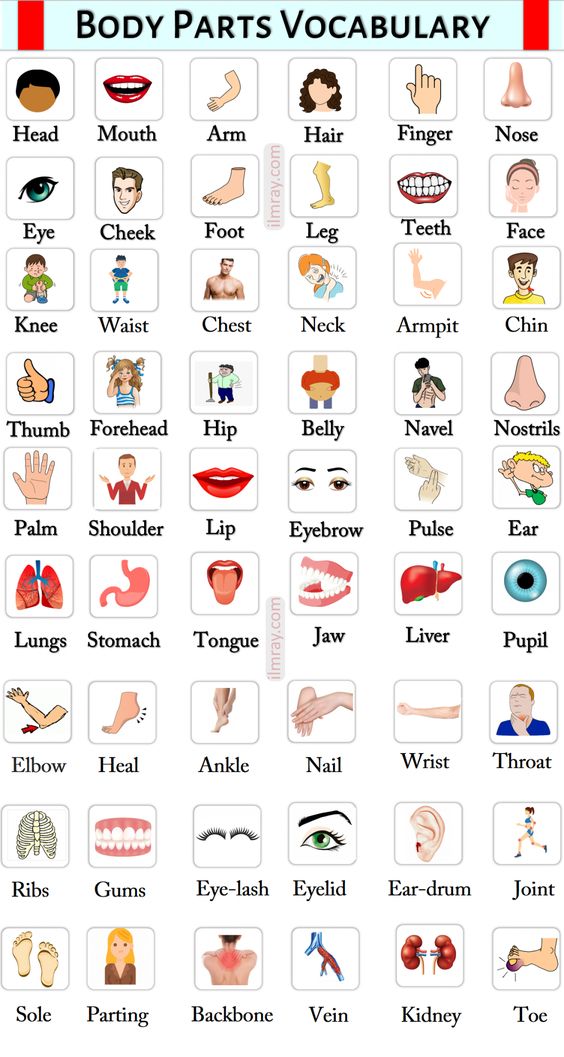 BODY PARTS VOCABULARY
Head Mouth Arm Hair Finger Nose
ilmray.com
Eye Cheek Foot Leg Teeth Face
Knee Waist Chest Neck Armpit Chin
Thumb Forehead Hip Belly Navel Nostrils
Palm Shoulder Lip Eyebrow Pulse Ear
Lungs Stomach Tongue Jaw Liver Pupil
ilmray.com
Elbow Heal Ankle Nail Wrist Throat
Ribs Gums Eye-lash Eyelid Ear-drum Joint
Sole Parting Backbone Vein Kidney Toe